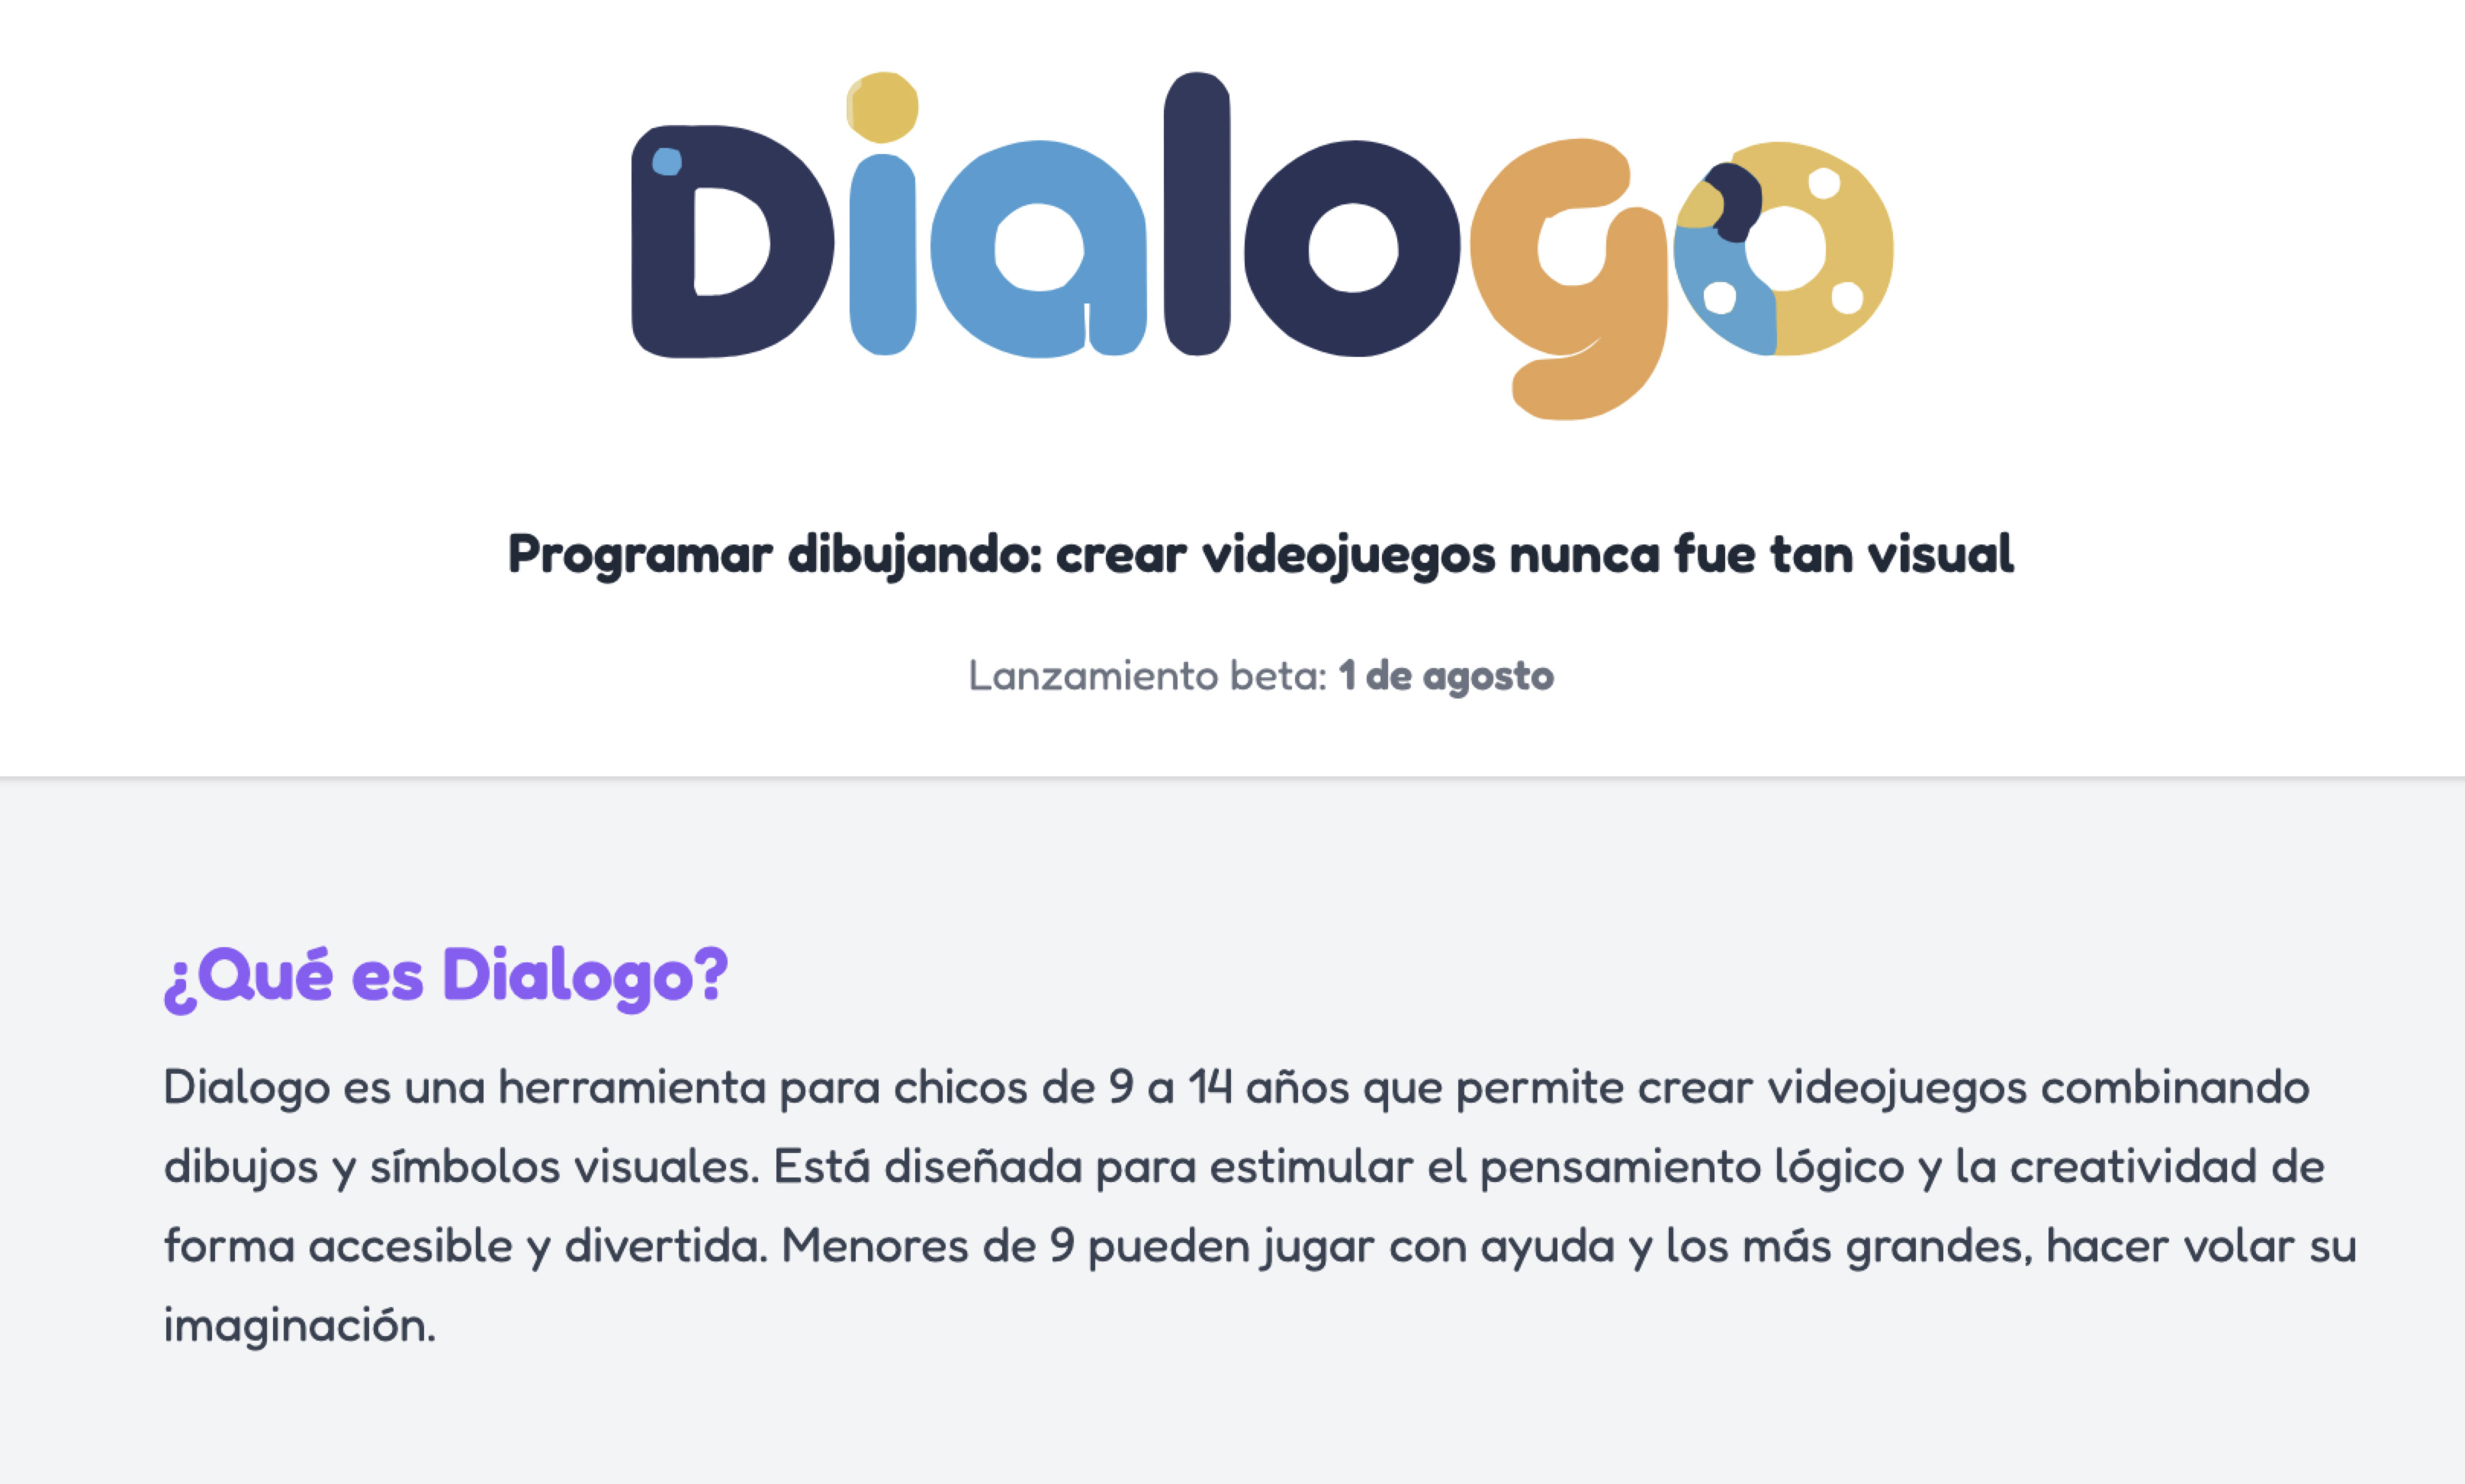 Dialogo
Programar dibujando: crear videojuegos nunca fue tan visual
Lanzamiento beta: 1 de agosto
¿Qué es Dialogo?
Dialogo es una herramienta para chicos de 9 a 14 años que permite crear videojuegos combinando
dibujos y símbolos visuales. Está diseñada para estimular el pensamiento lógico y la creatividad de
forma accesible y divertida. Menores de 9 pueden jugar con ayuda y los más grandes, hacer volar su
imaginación.